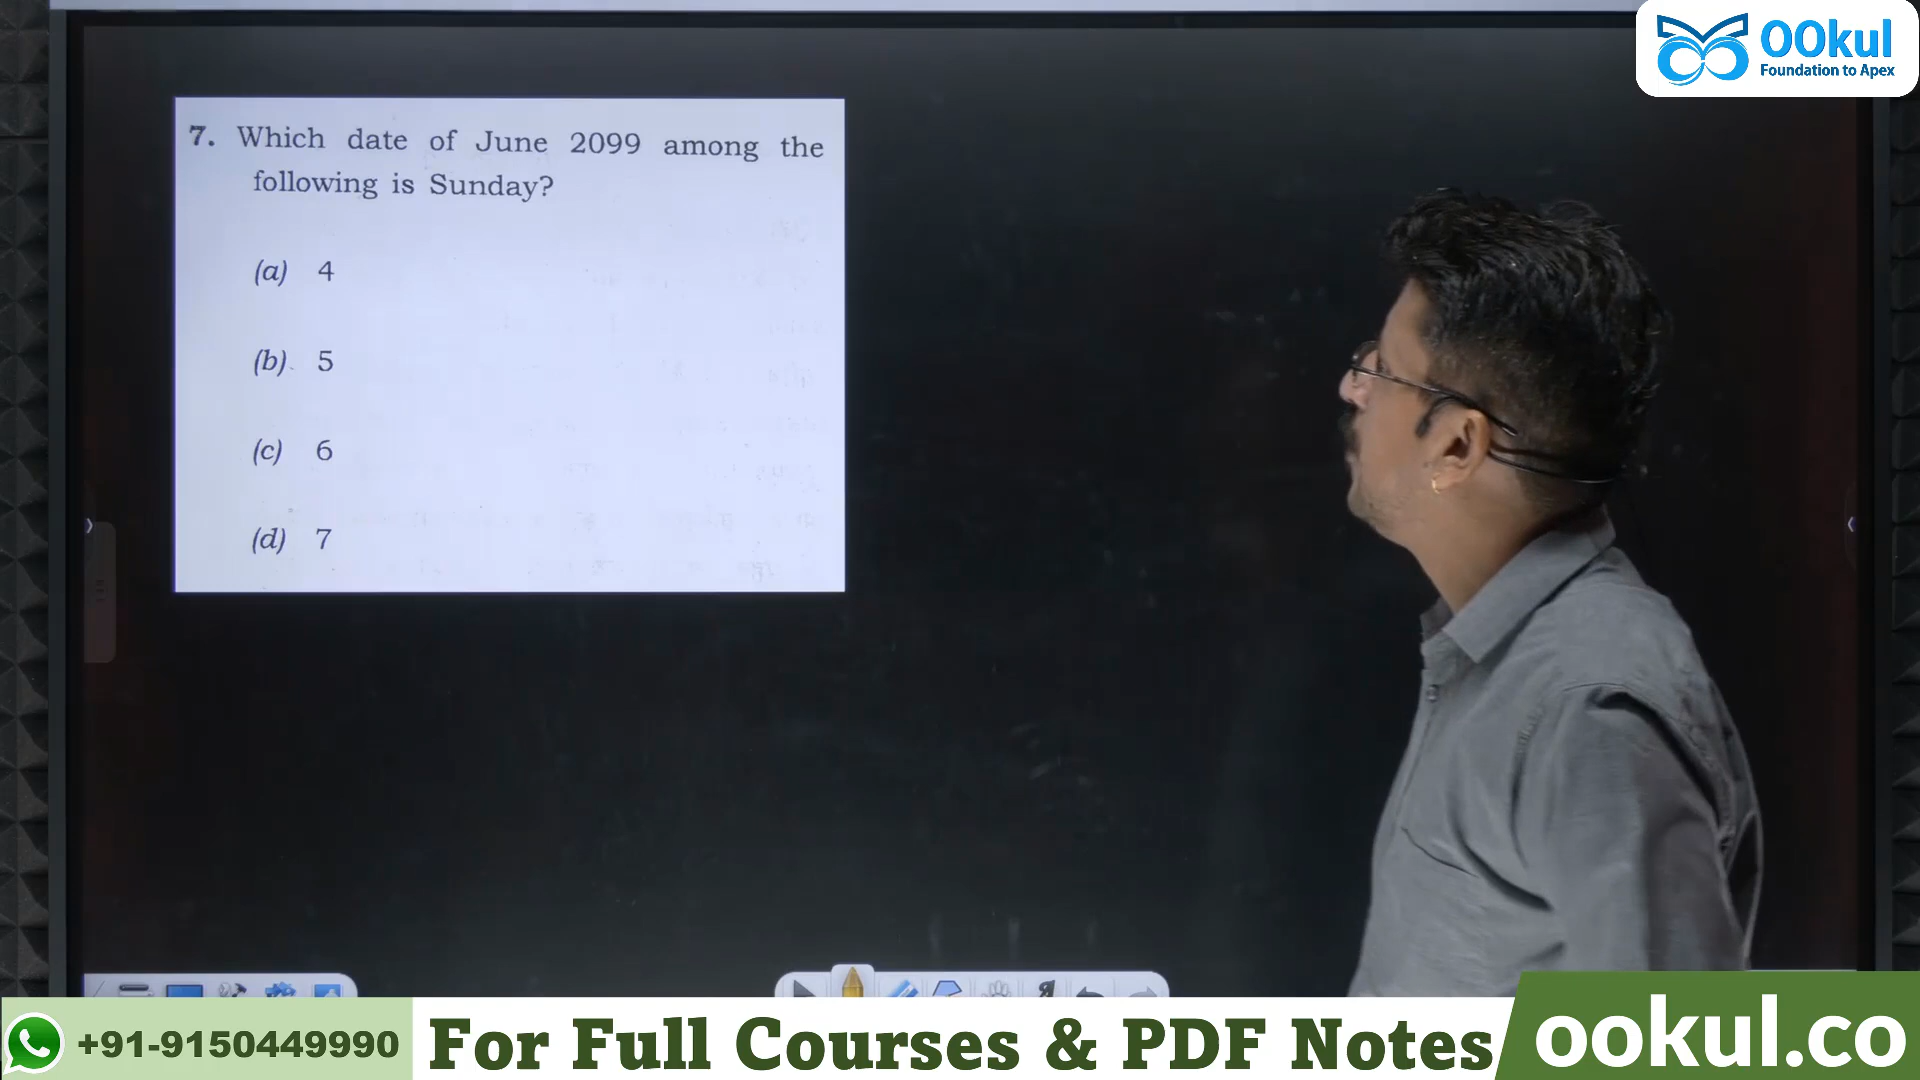 OOkul
Foundation to Apex
7. Which date of June 2099 among the
following is Sunday?
(a) 4
(b) 5
(c) 6
(d) 7
+91-9150449990
For Full Courses & PDF Notes
ookul.co